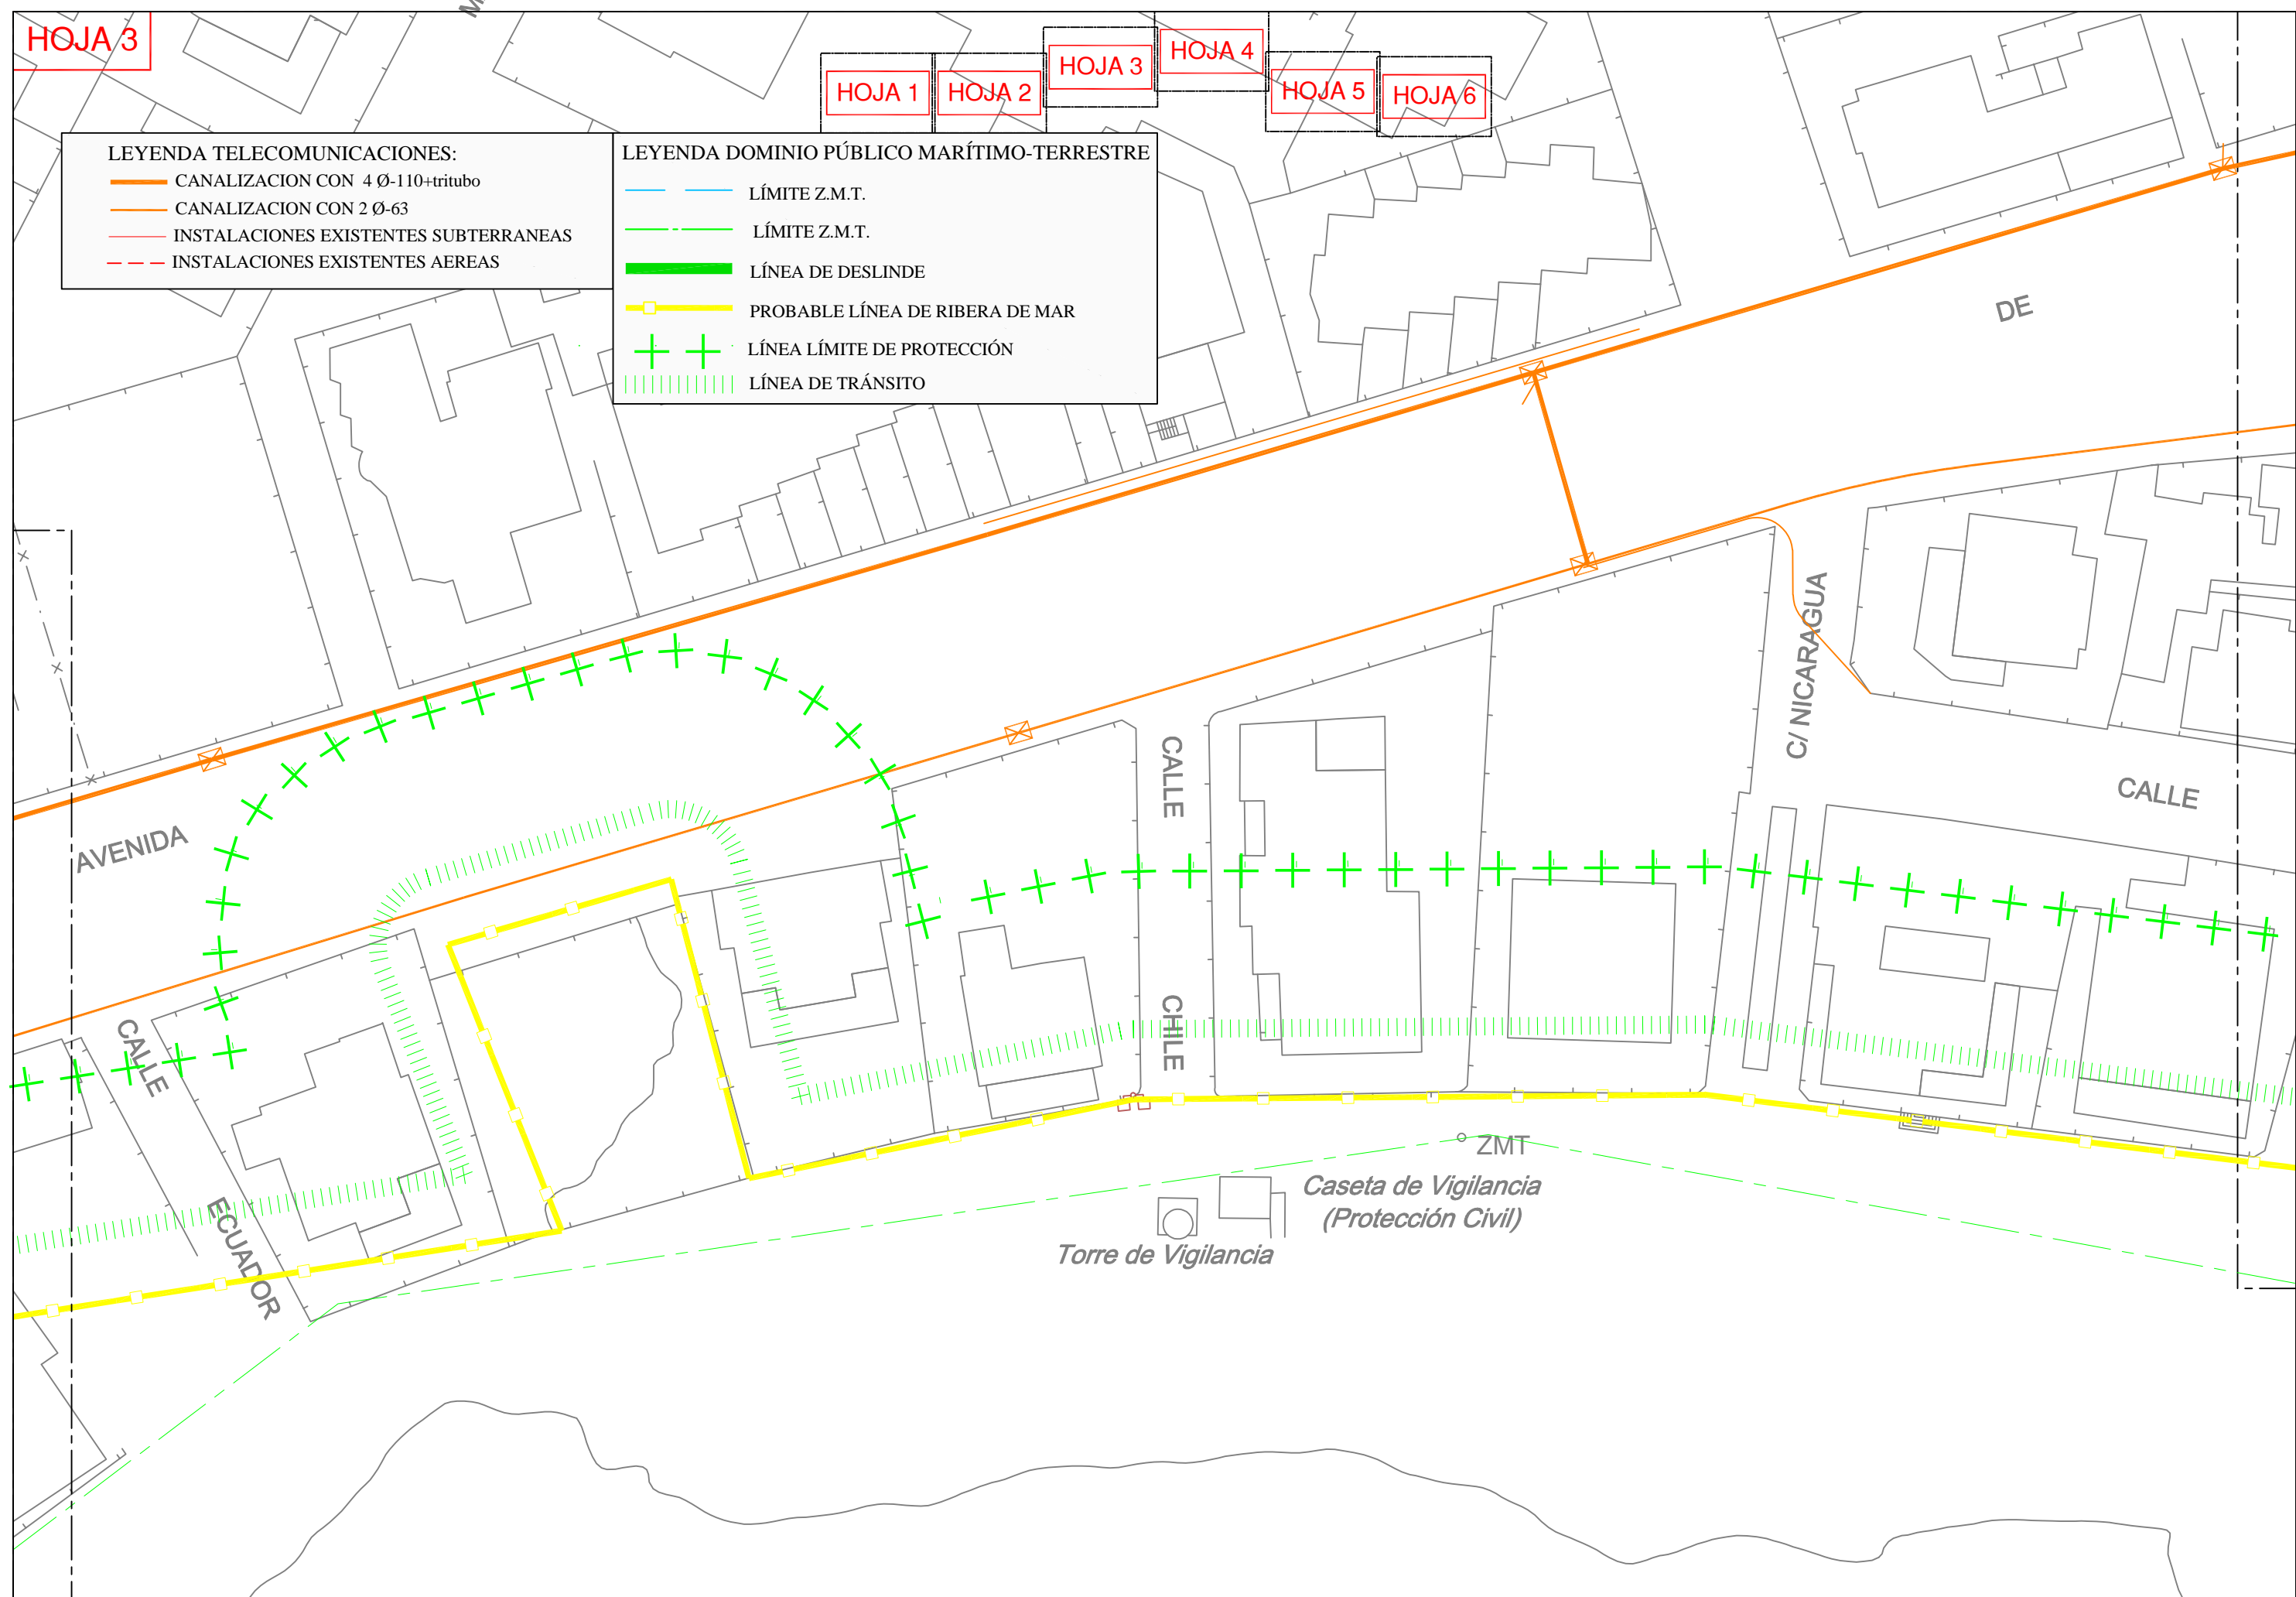 HOJA 3
HOJA 1
HOJA 2
HOJA 3
HOJA 4
HOJA 5
HOJA 6
LEYENDA TELECOMUNICACIONES:
CANALIZACION CON 4 Ø-110+tritubo
CANALIZACION CON 2 Ø-63
INSTALACIONES EXISTENTES SUBTERRANEAS
INSTALACIONES EXISTENTES AEREAS
LEYENDA DOMINIO PÚBLICO MARÍTIMO-TERRESTRE
LÍMITE Z.M.T.
LÍMITE Z.M.T.
LÍNEA DE DESLINDE
PROBABLE LÍNEA DE RIBERA DE MAR
LÍNEA LÍMITE DE PROTECCIÓN
LÍNEA DE TRÁNSITO
DE
AVENIDA
C/ NICARAGUA
CALLE
CALLE
CHILE
CALLE
ECUADOR
ZMT
Caseta de Vigilancia
(Protección Civil)
Torre de Vigilancia